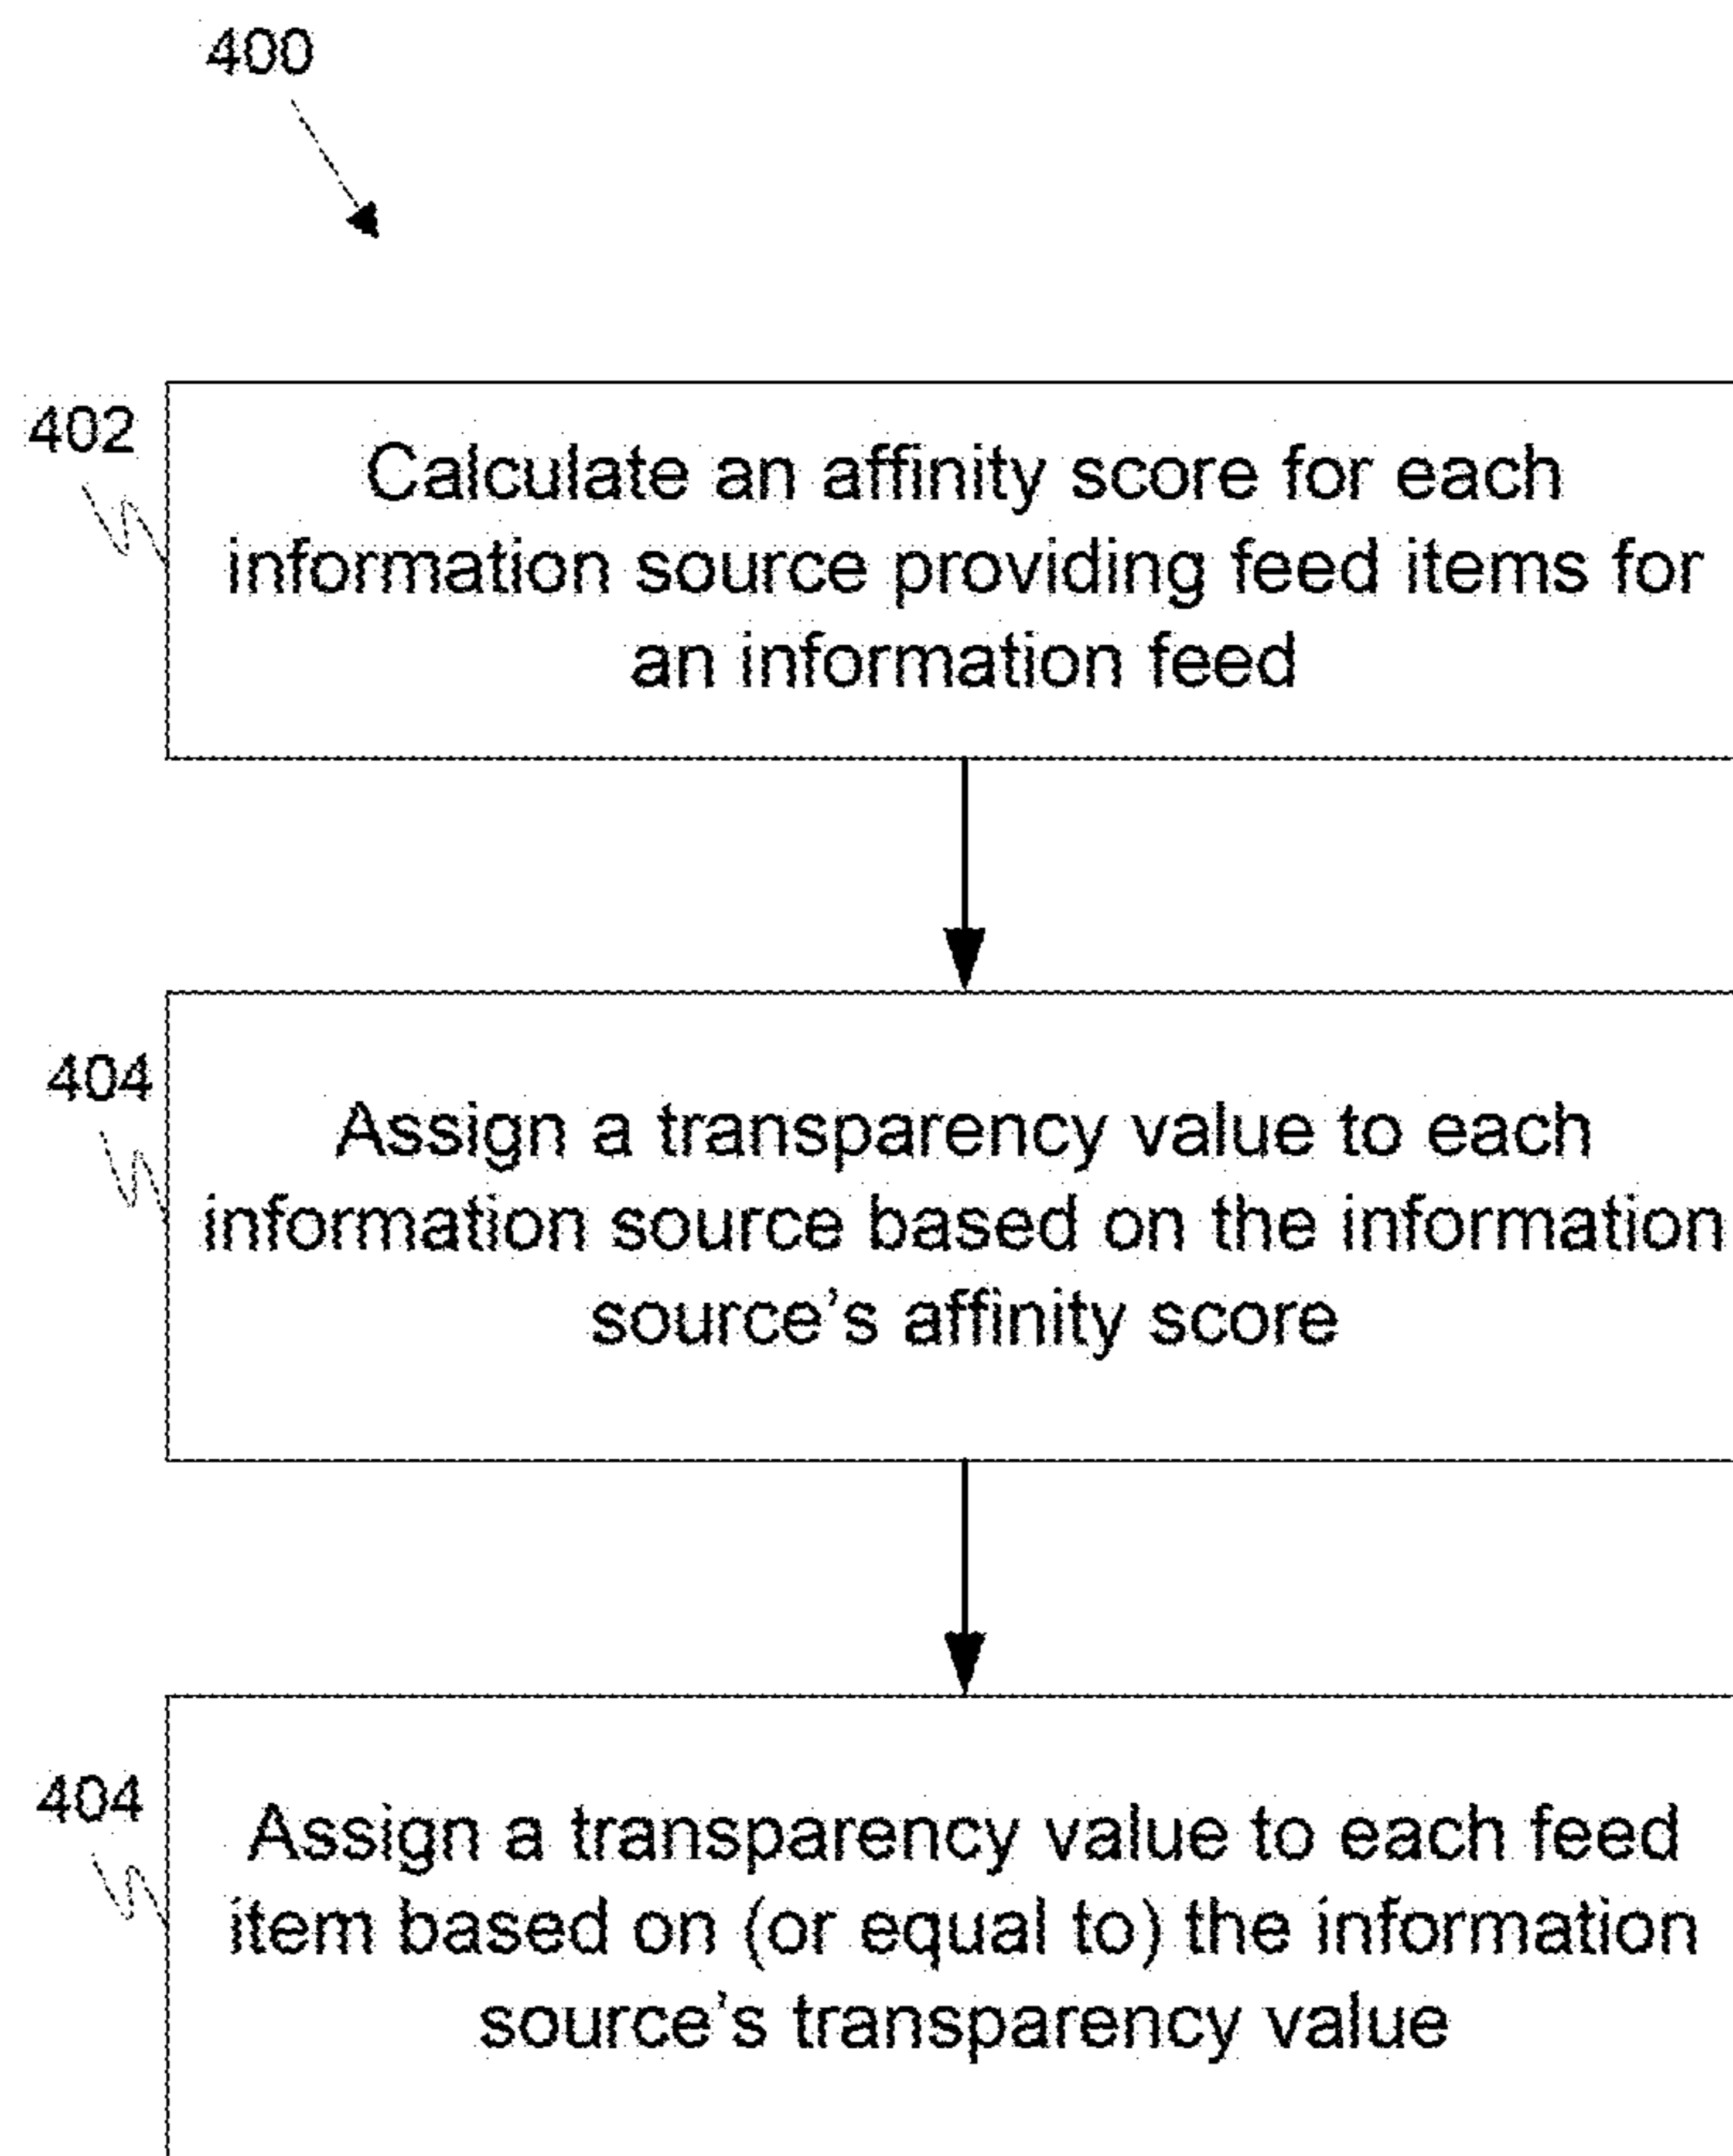 400
402
Calculate an affinity score for each
information source providing feed items for
an information feed
404
Assign a transparency value to each
information source based on the information
source's affinity score
404
Assign a transparency value to each feed
item based on (or equal to) the information
source's transparency value